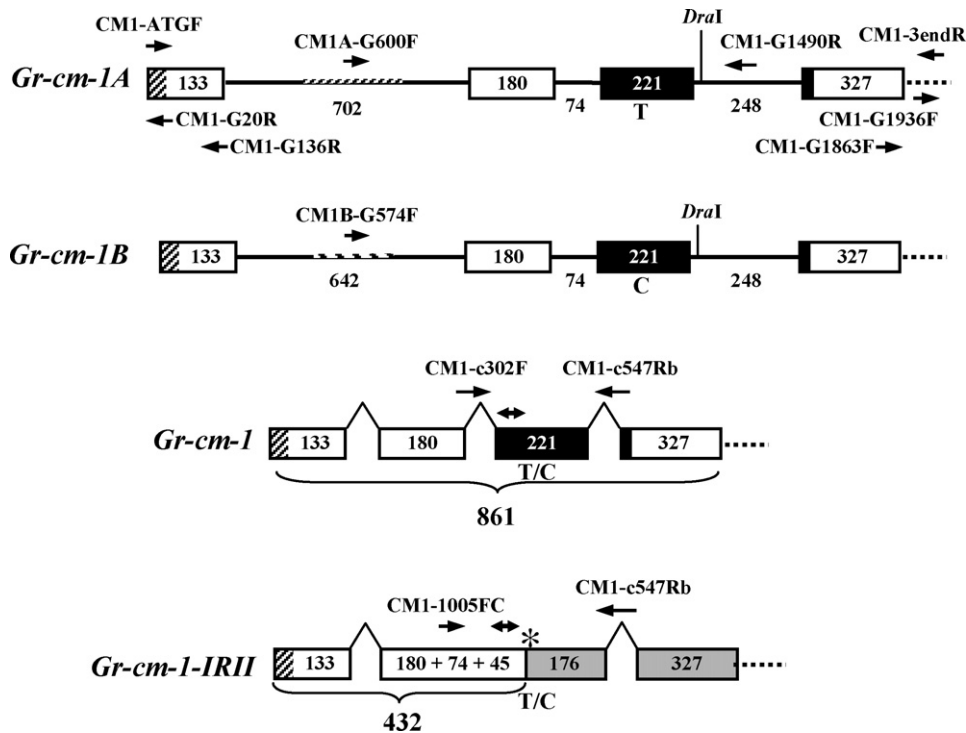 CM1-ATGF
CM1A-G600F
DraI
CM1-G1490R
CM1-3endR
Gr-cm-1A
133
180
221
327
702
74
T
248
CM1-G20R
CM1-G136R
CM1-G1936F
CM1-G1863F
CM1B-G574F
DraI
Gr-cm-1B
133
180
221
327
642
74
C
248
CM1-c302F
CM1-c547Rb
Gr-cm-1
133
180
221
327
T/C
861
CM1-1005FC
CM1-c547Rb
*
Gr-cm-1-IRII
133
180 + 74 + 45
176
327
T/C
432